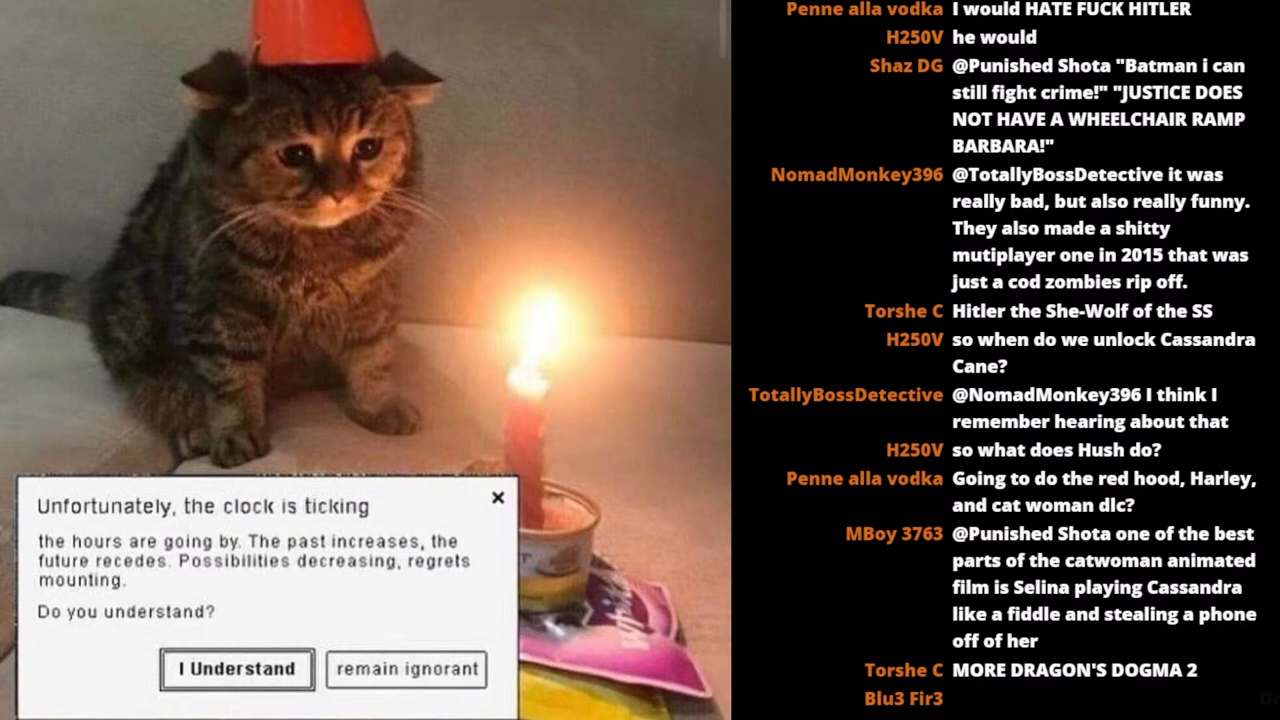 Penne alla vodka I would HATE FUCK HITLER
H250V he would
Shaz DG @Punished Shota "Batman i can
still fight crime!" "JUSTICE DOES
NOT HAVE A WHEELCHAIR RAMP
BARBARA!"
NomadMonkey396 @TotallyBossDetective it was
really bad, but also really funny.
They also made a shitty
mutiplayer one in 2015 that was
just a cod zombies rip off.
Torshe C Hitler the She-Wolf of the SS
H250V so when do we unlock Cassandra
Cane?
TotallyBossDetective @NomadMonkey396 I think I
remember hearing about that
H250V so what does Hush do?
Penne alla vodka Going to do the red hood, Harley,
and cat woman dlc?
MBoy 3763 @Punished Shota one of the best
parts of the catwoman animated
film is Selina playing Cassandra
like a fiddle and stealing a phone
off of her
Torshe C MORE DRAGON'S DOGMA 2
Blu3 Fir3
Unfortunately, the clock is ticking
the hours are going by. The past increases, the
future recedes. Possibilities decreasing, regrets
mounting.
Do you understand?
I Understand
remain ignorant